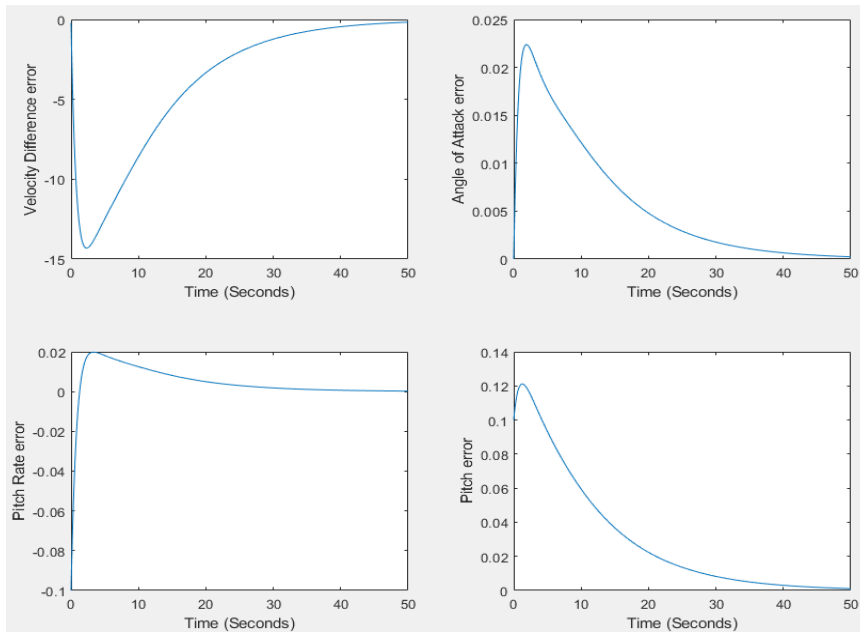 0
-5
-10
-15
Velocity Difference error
0 10 20 30 40 50
Time (Seconds)
0.025
0.02
0.015
0.01
0.005
0
Angle of Attack error
0 10 20 30 40 50
Time (Seconds)
0.02
0
-0.02
-0.04
-0.06
-0.08
-0.1
Pitch Rate error
0 10 20 30 40 50
Time (Seconds)
0.14
0.12
0.1
0.08
0.06
0.04
0.02
0
Pitch error
0 10 20 30 40 50
Time (Seconds)